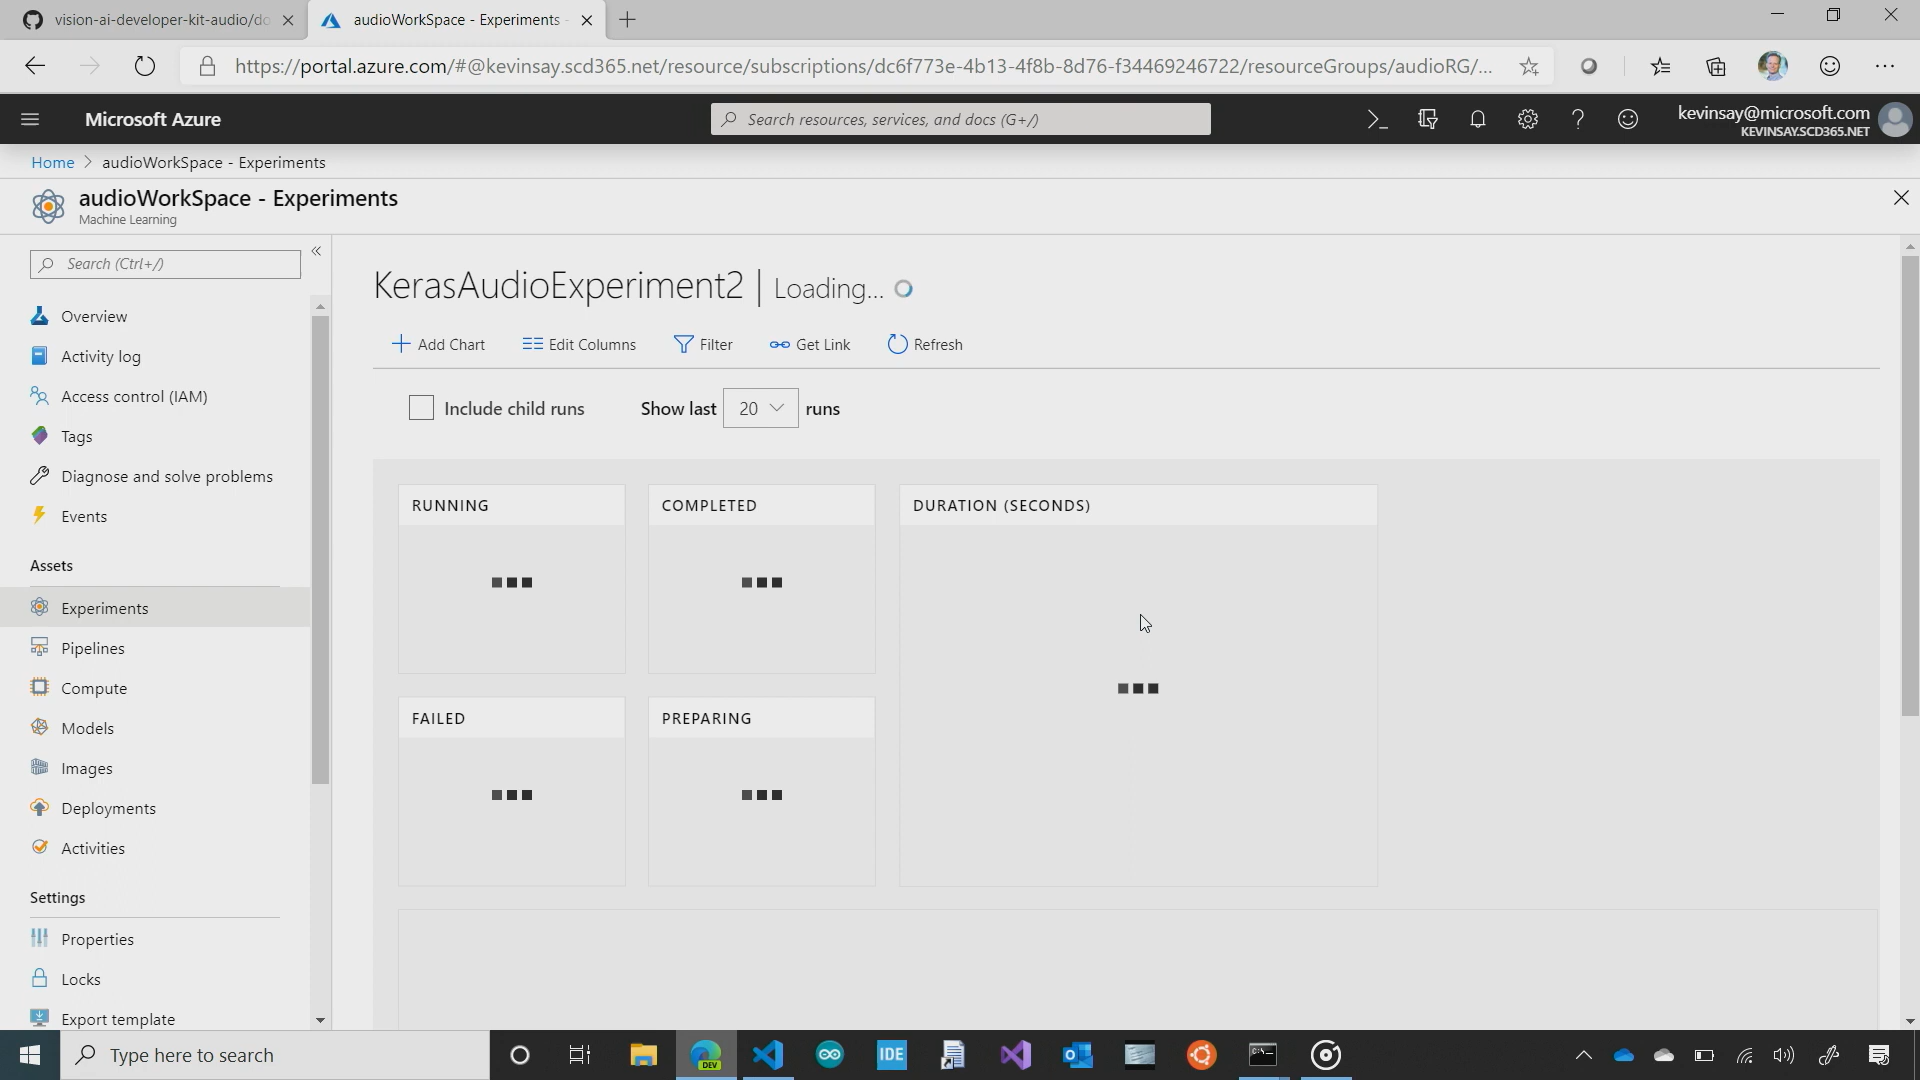 vision-ai-developer-kit-audio/do
audioWorkSpace - Experiments
https://portal.azure.com/#@kevinsay.scd365.net/resource/subscriptions/dc6f773e-4b13-4f8b-8d76-f34469246722/resourceGroups/audioRG/...
Microsoft Azure
Search resources, services, and docs (G+/)
kevinsay@microsoft.com
KEVINSAY.SCD365.NET
Home > audioWorkSpace - Experiments
audioWorkSpace - Experiments
Machine Learning
Search (Ctrl+/)
Overview
Activity log
Access control (IAM)
Tags
Diagnose and solve problems
Events
Assets
Experiments
Pipelines
Compute
Models
Images
Deployments
Activities
Settings
Properties
Locks
Export template
KerasAudioExperiment2 | Loading...
Add Chart
Edit Columns
Filter
Get Link
Refresh
Include child runs
Show last 20 runs
RUNNING
COMPLETED
DURATION (SECONDS)
FAILED
PREPARING
Type here to search
DEV
IDE